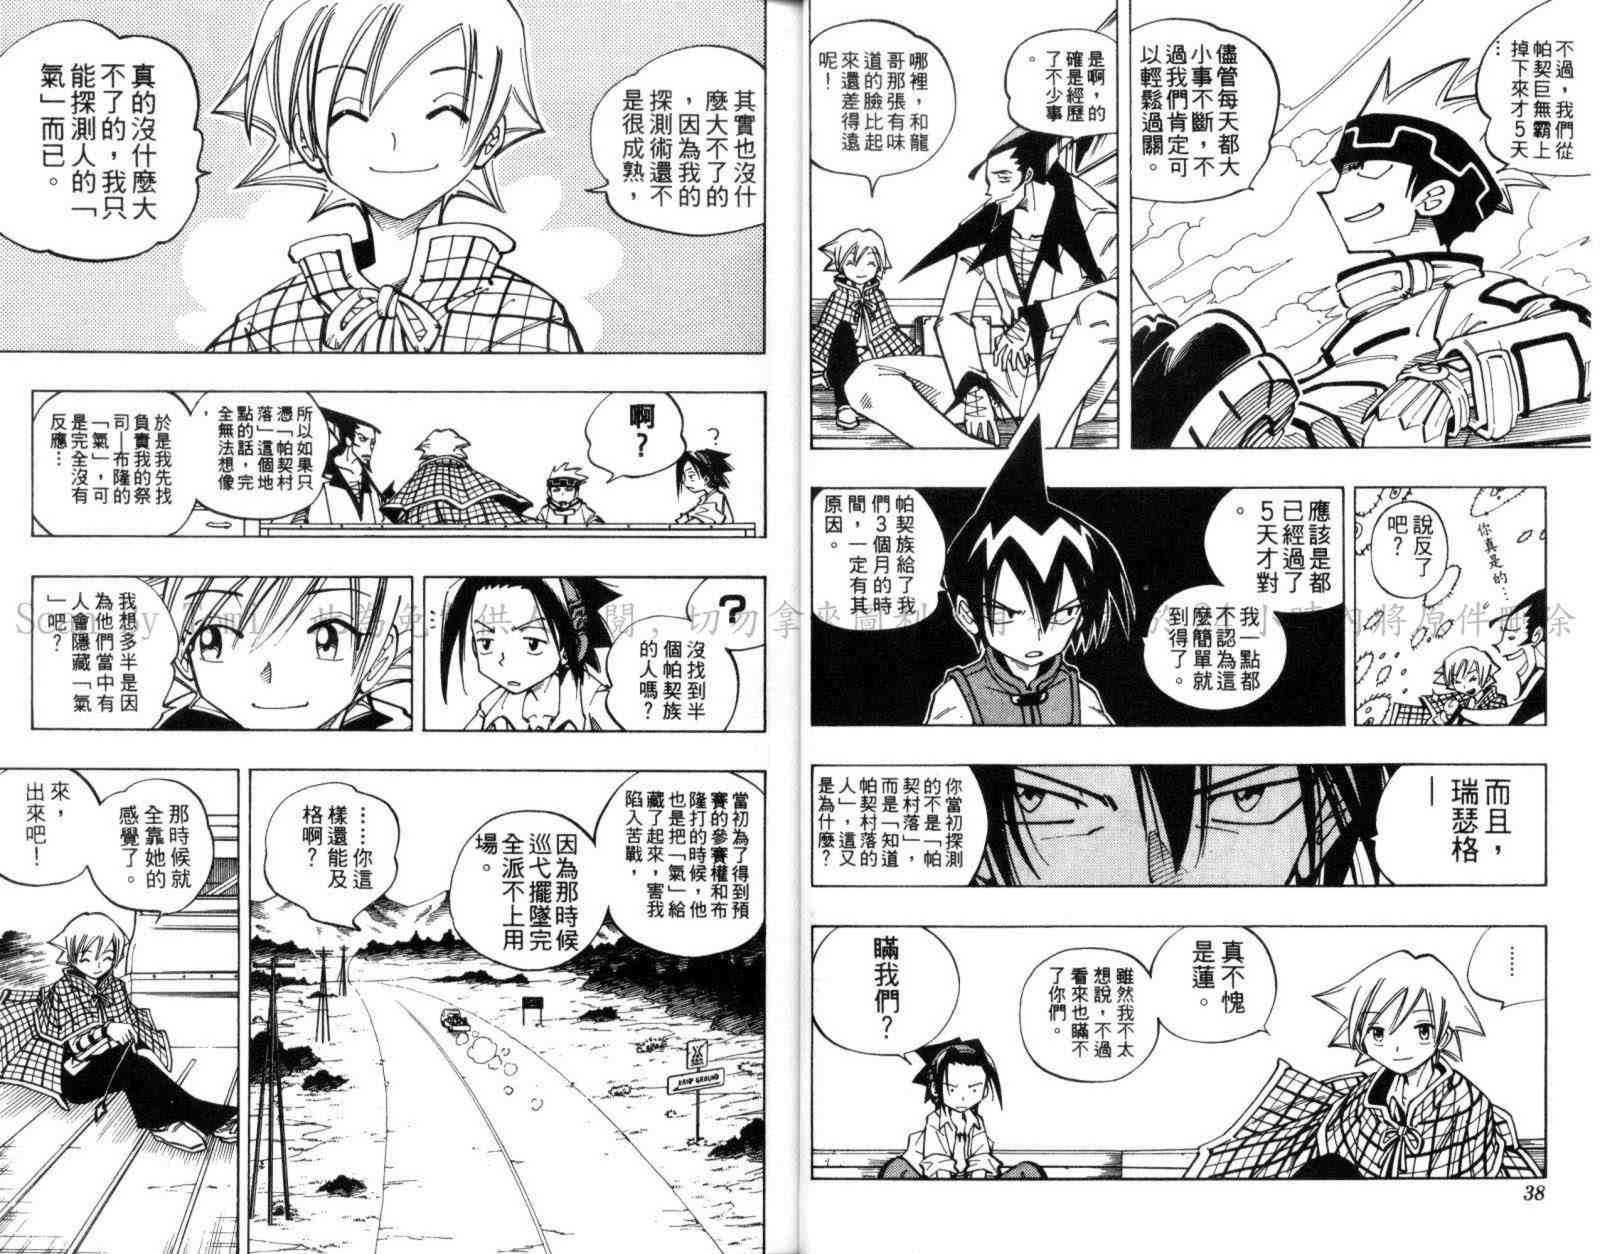 不過，我們從
帕契巨無霸上
掉下來才5天
…
儘管每天都大
小事不斷，不
過我們肯定可
以輕鬆過關。
是啊，的
確是經歷
了不少事
。
哪裡，和龍
哥那張有味
道的臉比起
來還差得遠
呢！
你真是的…
說反了
吧？
應該是都
已經過了
5天才對
。
我一點都
不認為這
麼簡單就
到得了。
帕契族給了我
們3個月的時
間，一定有其
原因。
而且，
瑞瑟格
—
你當初探測
的不是「帕
契村落」，
而是「知道
帕契村落的
人」，這又
是為什麼？
……
真不愧
是蓮。
雖然我不太
想說，不過
看來也瞞不
了你們。
瞞我們？
38
其實也沒什
麼大不了的
，因為我的
探測術還不
是很成熟，
真的沒什麼大
不了的，我只
能探測人的「
氣」而已。
？
啊？
所以如果只
憑「帕契村
落」這個地
點的話，完
全無法想像
，
於是我先找
負責我的祭
司—布隆的
「氣」，可
是完全沒有
反應…
？
沒找到半
個帕契族
的人嗎？
…
我想多半是因
為他們當中有
人會隱藏「氣
」吧？
當初為了得到預
賽的參賽權和布
隆打的時候，他
也是把「氣」給
藏了起來，害我
陷入苦戰，
因為那時候
巡弋擺墜完
全派不上用
場。
……你這
樣還能及
格啊？
CAMP GROUND
那時候就
全靠她的
感覺了。
來，
出來吧！